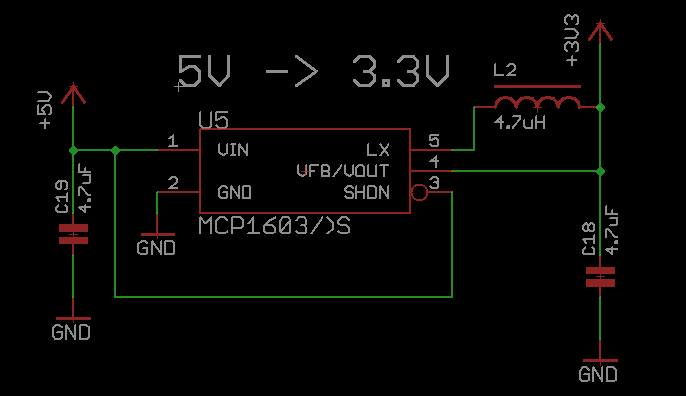 5V -> 3.3V
+5V
+3V3
L2
4.7uH
U5
1
VIN
LX
5
VFB/VOUT
4
2
GND
SHDN
3
MCP1603/)S
GND
C19
4.7uF
GND
C18
4.7uF
GND